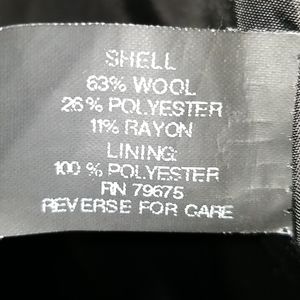 SHELL
63% WOOL
26% POLYESTER
11% RAYON
LINING:
100 % POLYESTER
RN 79675
REVERSE FOR CARE